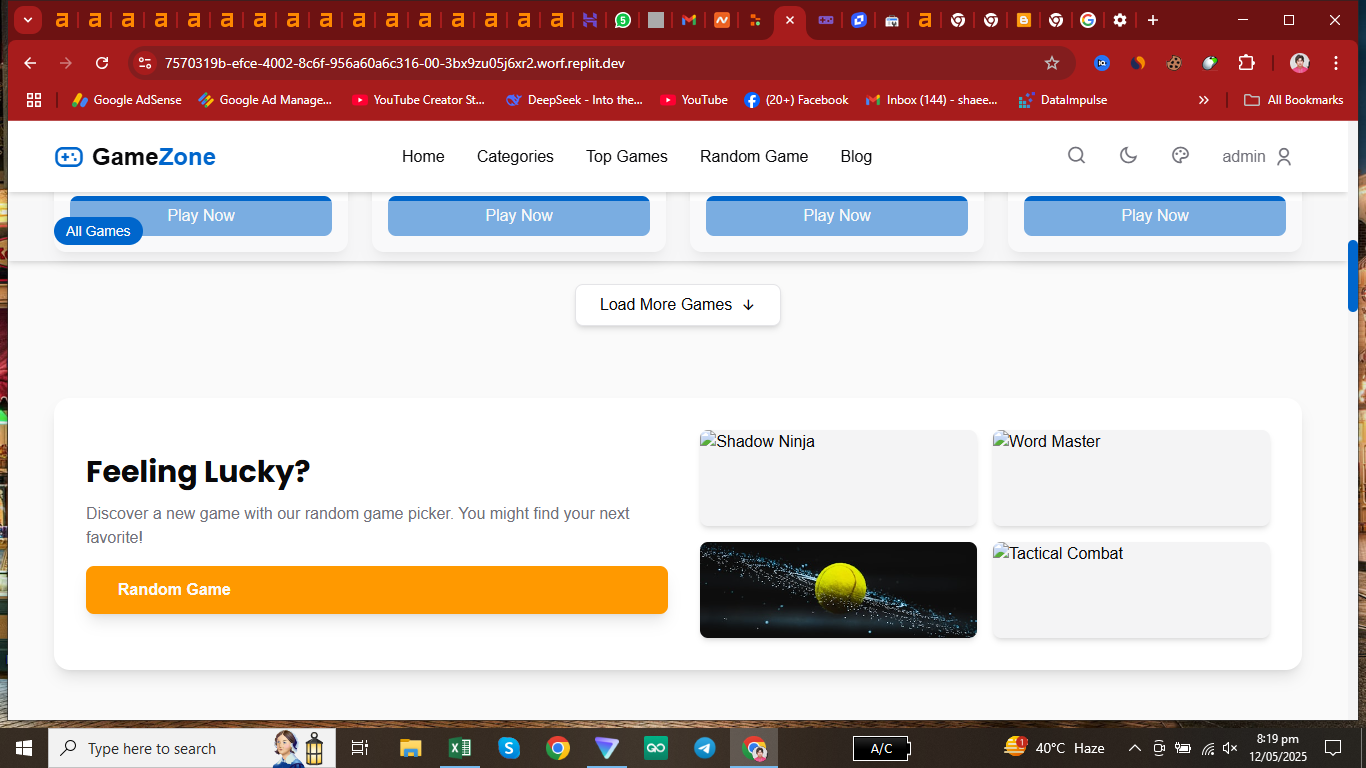 5
7570319b-efce-4002-8c6f-956a60a6c316-00-3bx9zu05j6xr2.worf.replit.dev
Google AdSense
Google Ad Manage...
YouTube Creator St...
DeepSeek - Into the...
YouTube
(20+) Facebook
Inbox (144) - shaee...
DataImpulse
All Bookmarks
GameZone
Home
Categories
Top Games
Random Game
Blog
admin
Play Now
Play Now
Play Now
Play Now
All Games
Load More Games
Feeling Lucky?
Discover a new game with our random game picker. You might find your next
favorite!
Random Game
Shadow Ninja
Word Master
Tactical Combat
Type here to search
A/C
40°C Haze
8:19 pm
12/05/2025